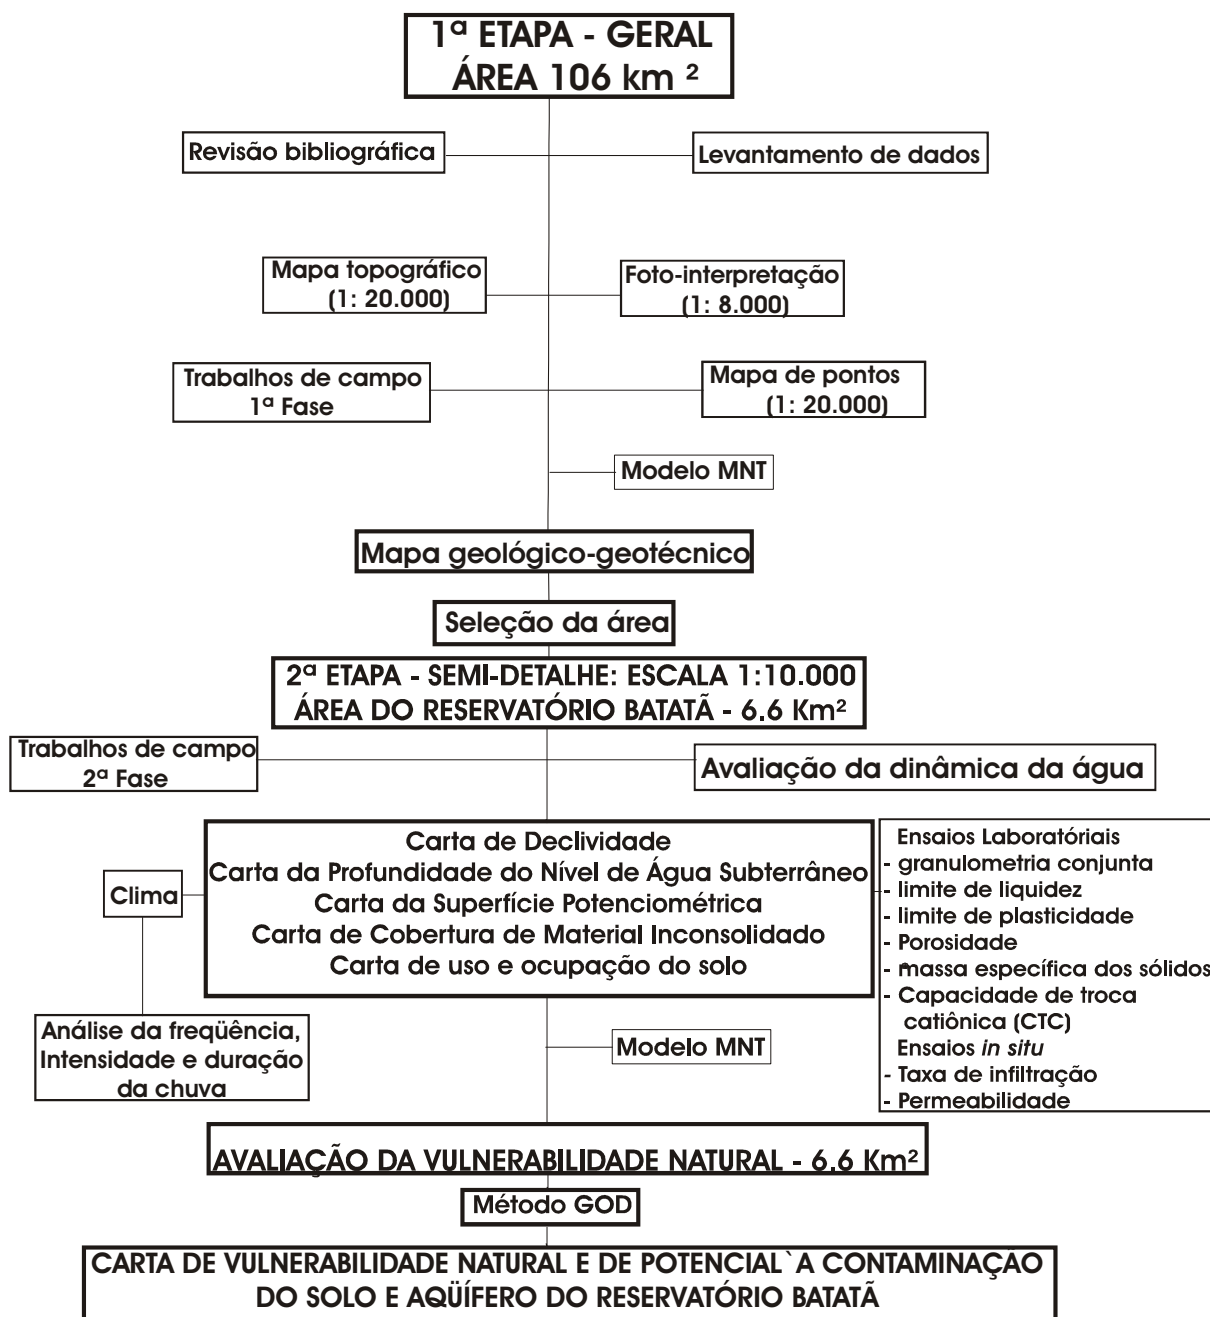 1ª ETAPA - GERAL
ÁREA 106 km ²
Revisão bibliográfica
Levantamento de dados
Mapa topográfico
(1: 20.000)
Foto-interpretação
(1: 8.000)
Trabalhos de campo
1ª Fase
Mapa de pontos
(1: 20.000)
Modelo MNT
Mapa geológico-geotécnico
Seleção da área
2ª ETAPA - SEMI-DETALHE: ESCALA 1:10.000
ÁREA DO RESERVATÓRIO BATATÃ - 6.6 Km²
Trabalhos de campo
2ª Fase
Avaliação da dinâmica da água
Clima
Carta de Declividade
Carta da Profundidade do Nível de Água Subterrâneo
Carta da Superfície Potenciométrica
Carta de Cobertura de Material Inconsolidado
Carta de uso e ocupação do solo
Ensaios Laboratóriais
- granulometria conjunta
- limite de liquidez
- limite de plasticidade
- Porosidade
- massa específica dos sólidos
- Capacidade de troca
catiônica (CTC)
Ensaios in situ
- Taxa de infiltração
- Permeabilidade
Análise da freqüência,
Intensidade e duração
da chuva
Modelo MNT
AVALIAÇÃO DA VULNERABILIDADE NATURAL - 6.6 Km²
Método GOD
CARTA DE VULNERABILIDADE NATURAL E DE POTENCIAL`A CONTAMINAÇÃO
DO SOLO E AQÜÍFERO DO RESERVATÓRIO BATATÃ